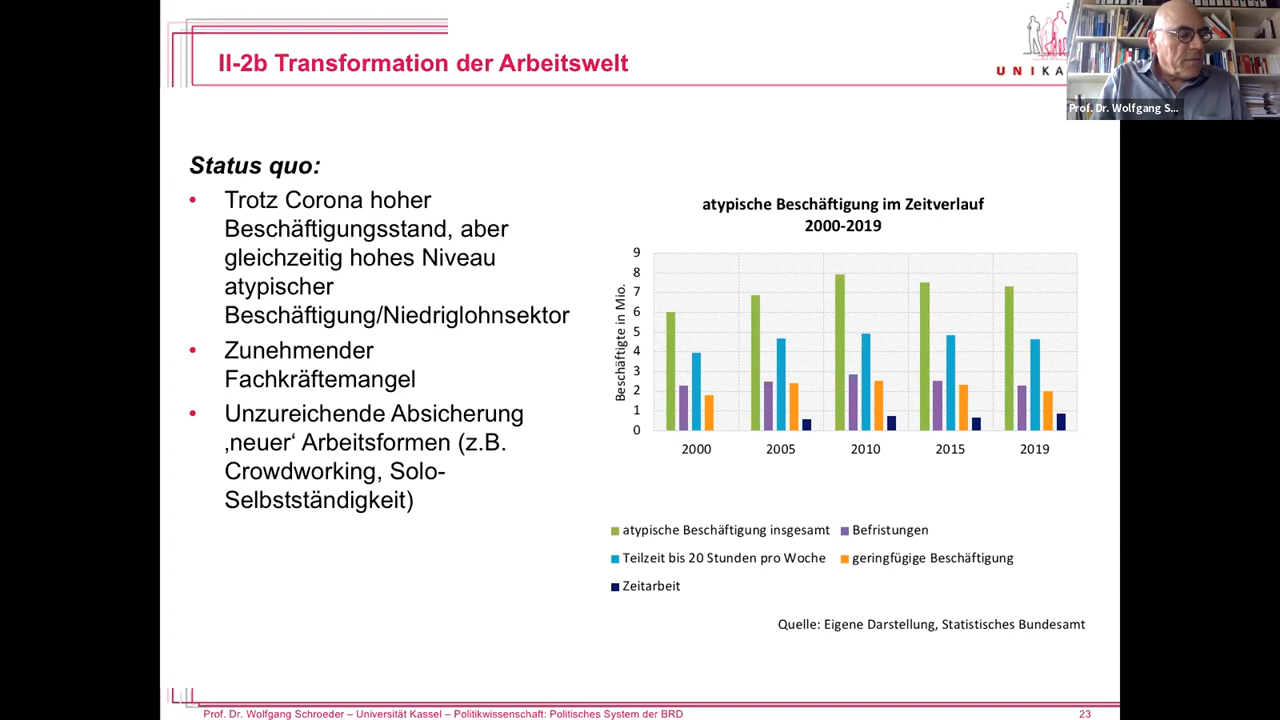 II-2b Transformation der Arbeitswelt
UNIKA
Prof. Dr. Wolfgang S...
Status quo:
• Trotz Corona hoher
Beschäftigungsstand, aber
gleichzeitig hohes Niveau
atypischer
Beschäftigung/Niedriglohnsektor
• Zunehmender
Fachkräftemangel
• Unzureichende Absicherung
‚neuer‘ Arbeitsformen (z.B.
Crowdworking, Solo-
Selbstständigkeit)
atypische Beschäftigung im Zeitverlauf
2000-2019
Beschäftigte in Mio.
9
8
7
6
5
4
3
2
1
0
2000 2005 2010 2015 2019
atypische Beschäftigung insgesamt Befristungen
Teilzeit bis 20 Stunden pro Woche geringfügige Beschäftigung
Zeitarbeit
Quelle: Eigene Darstellung, Statistisches Bundesamt
Prof. Dr. Wolfgang Schroeder – Universität Kassel – Politikwissenschaft: Politisches System der BRD 23